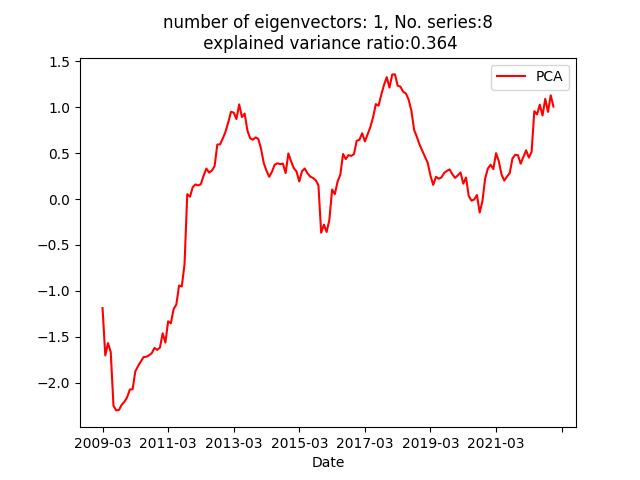 number of eigenvectors: 1, No. series:8
explained variance ratio:0.364
PCA
1.5
1.0
0.5
0.0
−0.5
−1.0
−1.5
−2.0
2009-03 2011-03 2013-03 2015-03 2017-03 2019-03 2021-03
Date